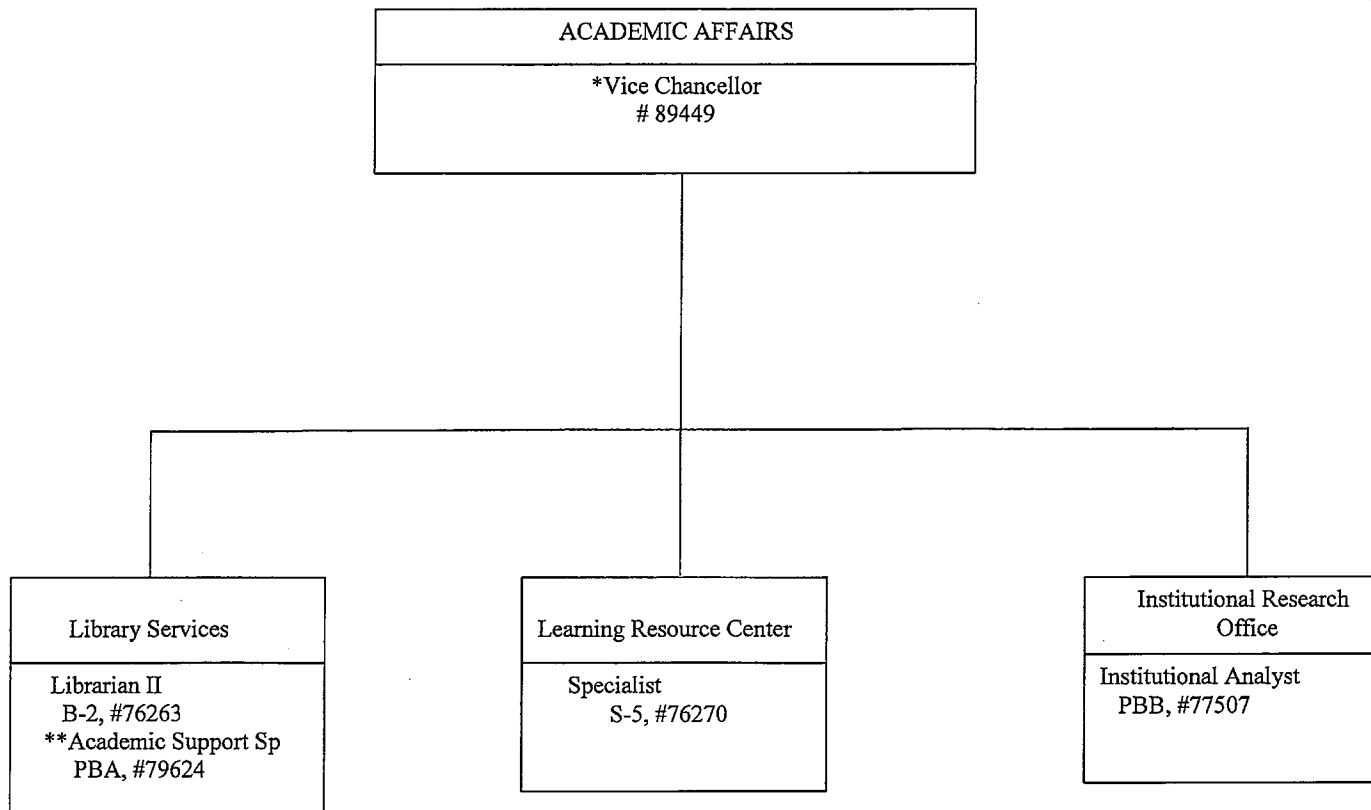 ACADEMIC AFFAIRS
*Vice Chancellor
# 89449
Library Services
Librarian II
B-2, #76263
**Academic Support Sp
PBA, #79624
Learning Resource Center
Specialist
S-5, #76270
Institutional Research
Office
Institutional Analyst
PBB, #77507